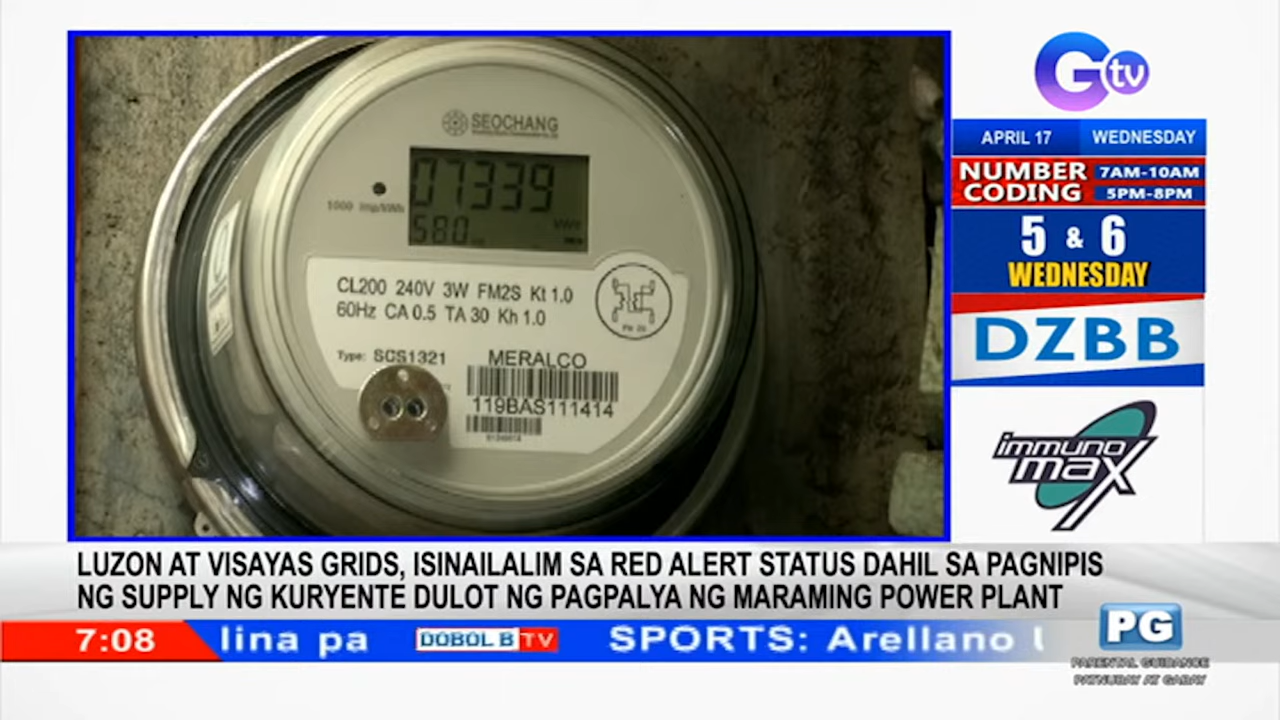 SEOCHANG
07339
580
1000 imp/kWh
CL200 240V 3W FM2S Kt 1.0
60Hz CA 0.5 TA 30 Kh 1.0
Type: SCS1321
MERALCO
119BAS111414
Gtv
APRIL 17 WEDNESDAY
NUMBER CODING
7AM-10AM
5PM-8PM
5 & 6
WEDNESDAY
DZBB
immuno
max
LUZON AT VISAYAS GRIDS, ISINAILALIM SA RED ALERT STATUS DAHIL SA PAGNIPIS
NG SUPPLY NG KURYENTE DULOT NG PAGPALYA NG MARAMING POWER PLANT
7:08 lina pa DOBOL B TV SPORTS: Arellano
PG
PARENTAL GUIDANCE
PATNUBAY AT GABAY